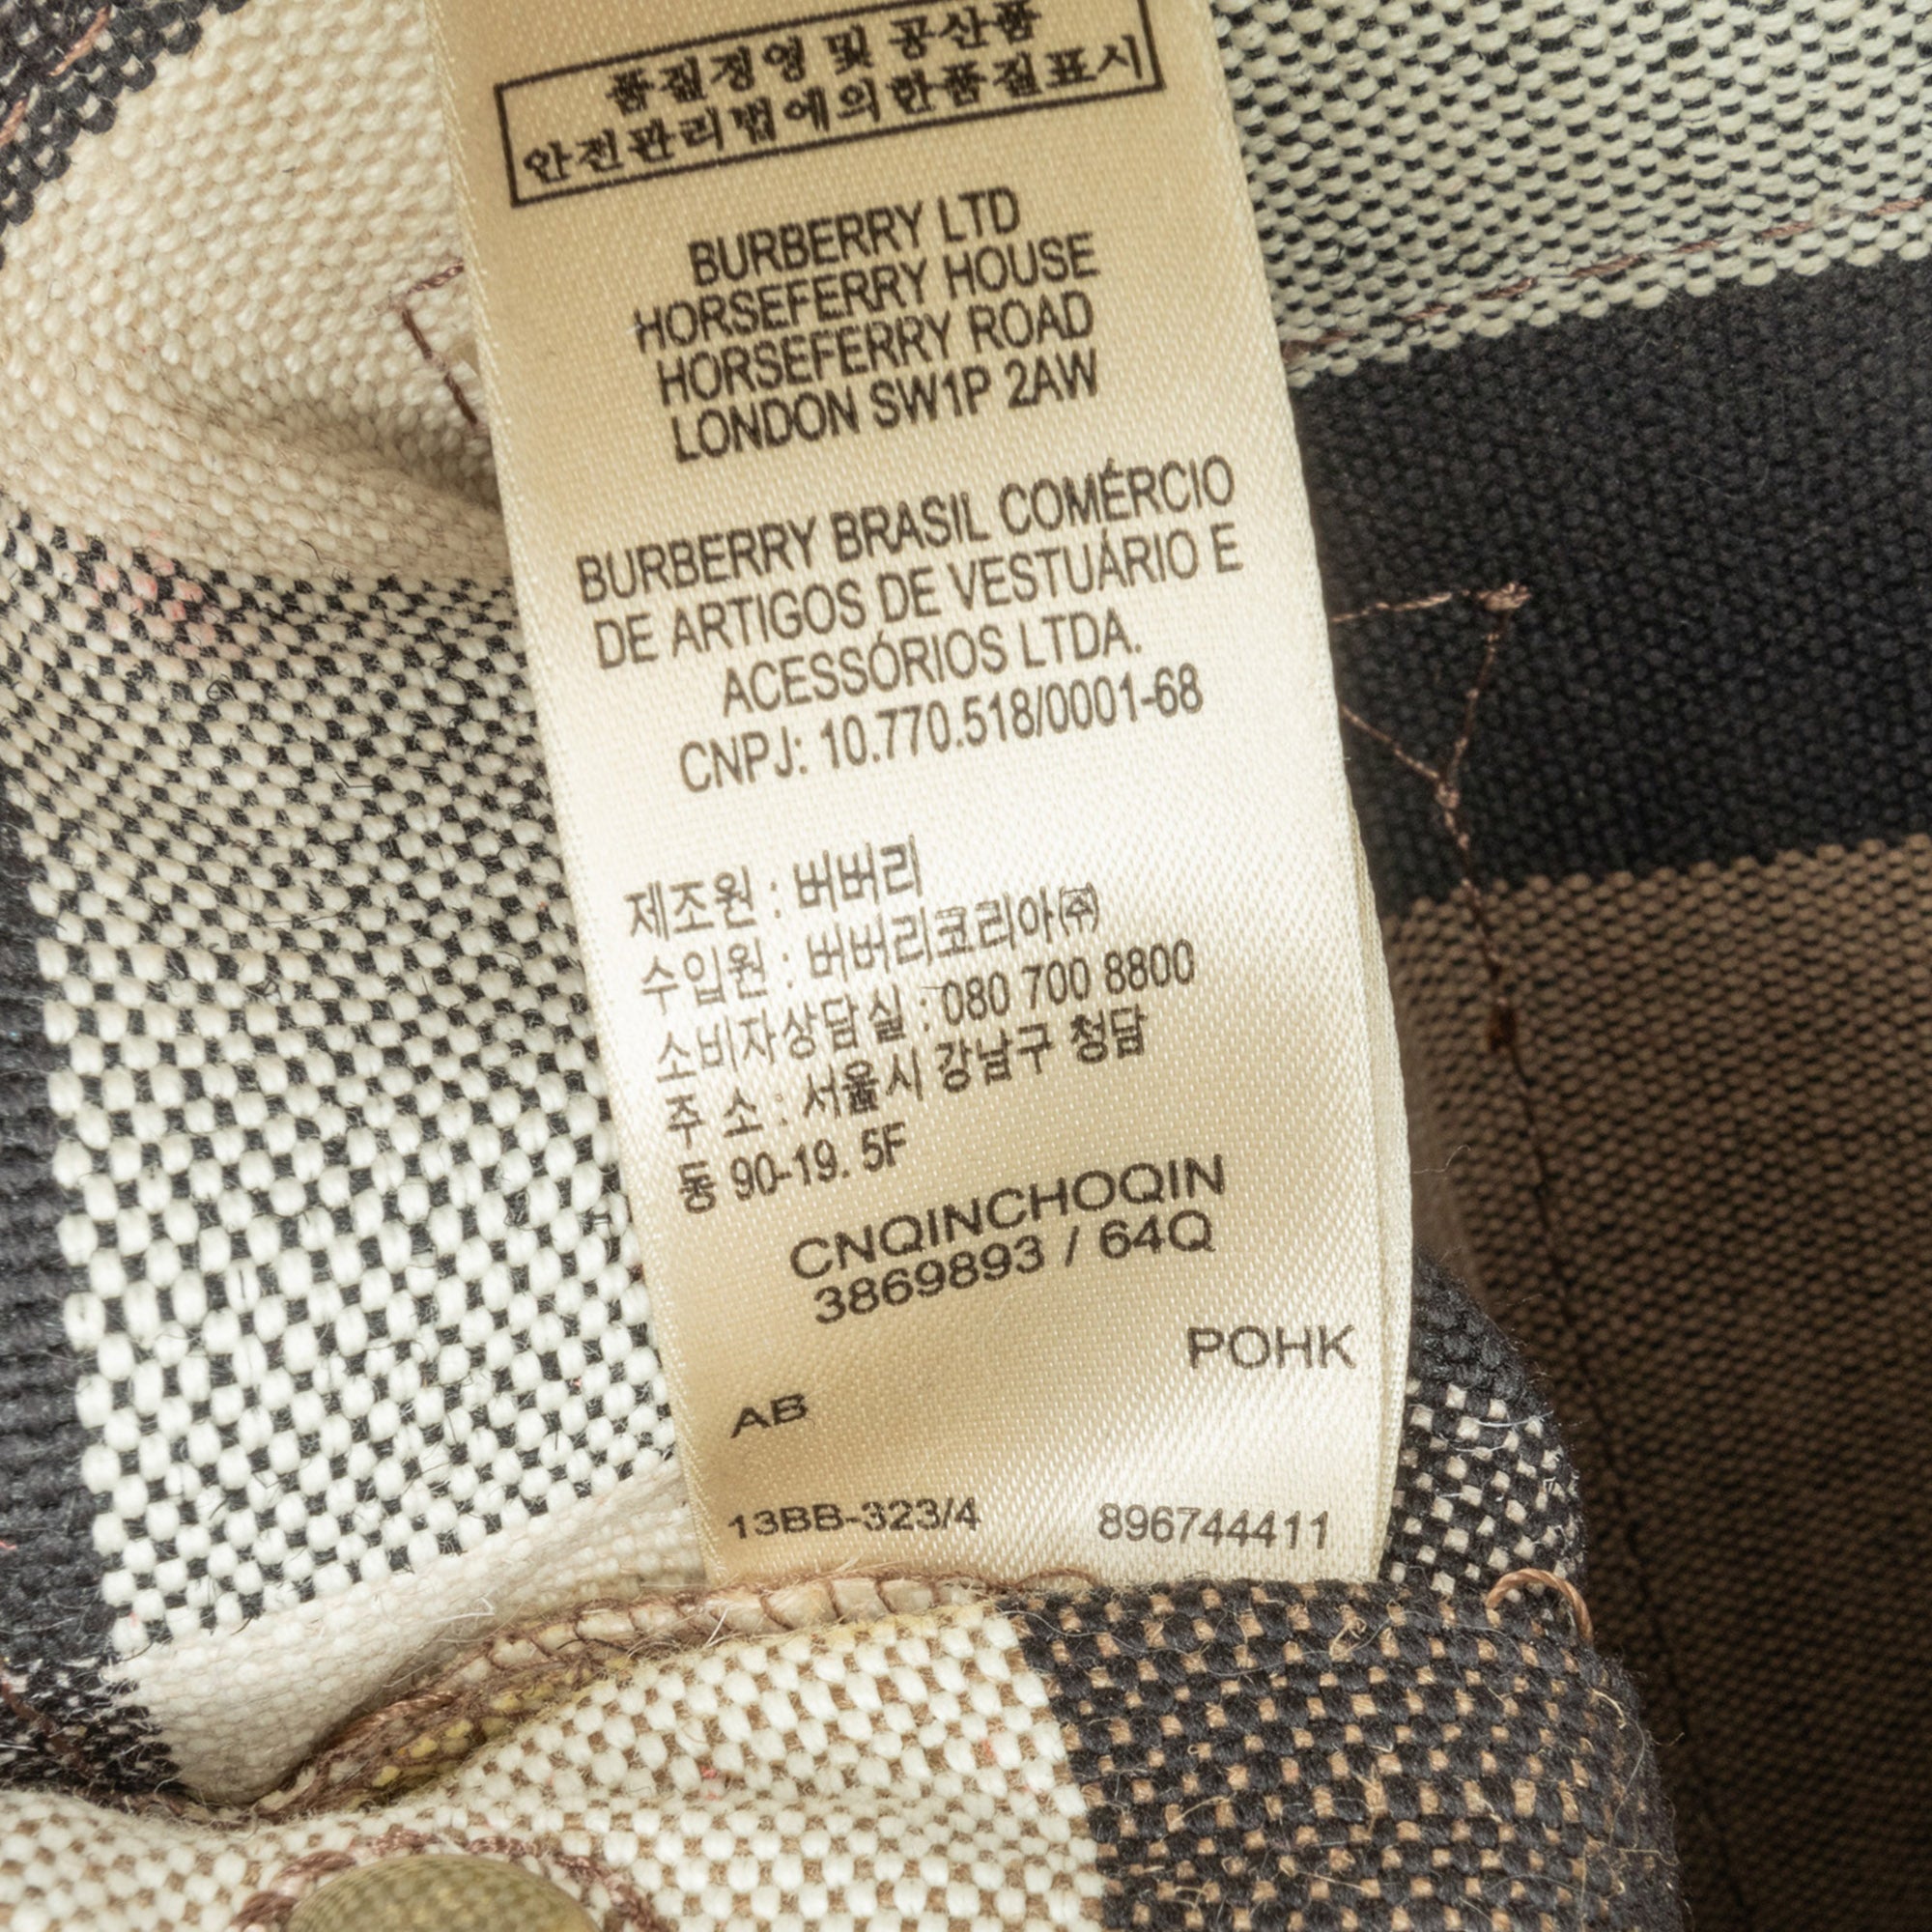 품질경영 및 공산품
안전관리법에의한품질표시
BURBERRY LTD
HORSEFERRY HOUSE
HORSEFERRY ROAD
LONDON SW1P 2AW
BURBERRY BRASIL COMÉRCIO
DE ARTIGOS DE VESTUÁRIO E
ACESSÓRIOS LTDA.
CNPJ: 10.770.518/0001-68
제조원 : 버버리
수입원 : 버버리코리아㈜
소비자상담실 : 080 700 8800
주 소 : 서울시 강남구 청담
동 90-19. 5F
CNQINCHOQIN
3869893 / 64Q
POHK
AB
13BB-323/4 896744411